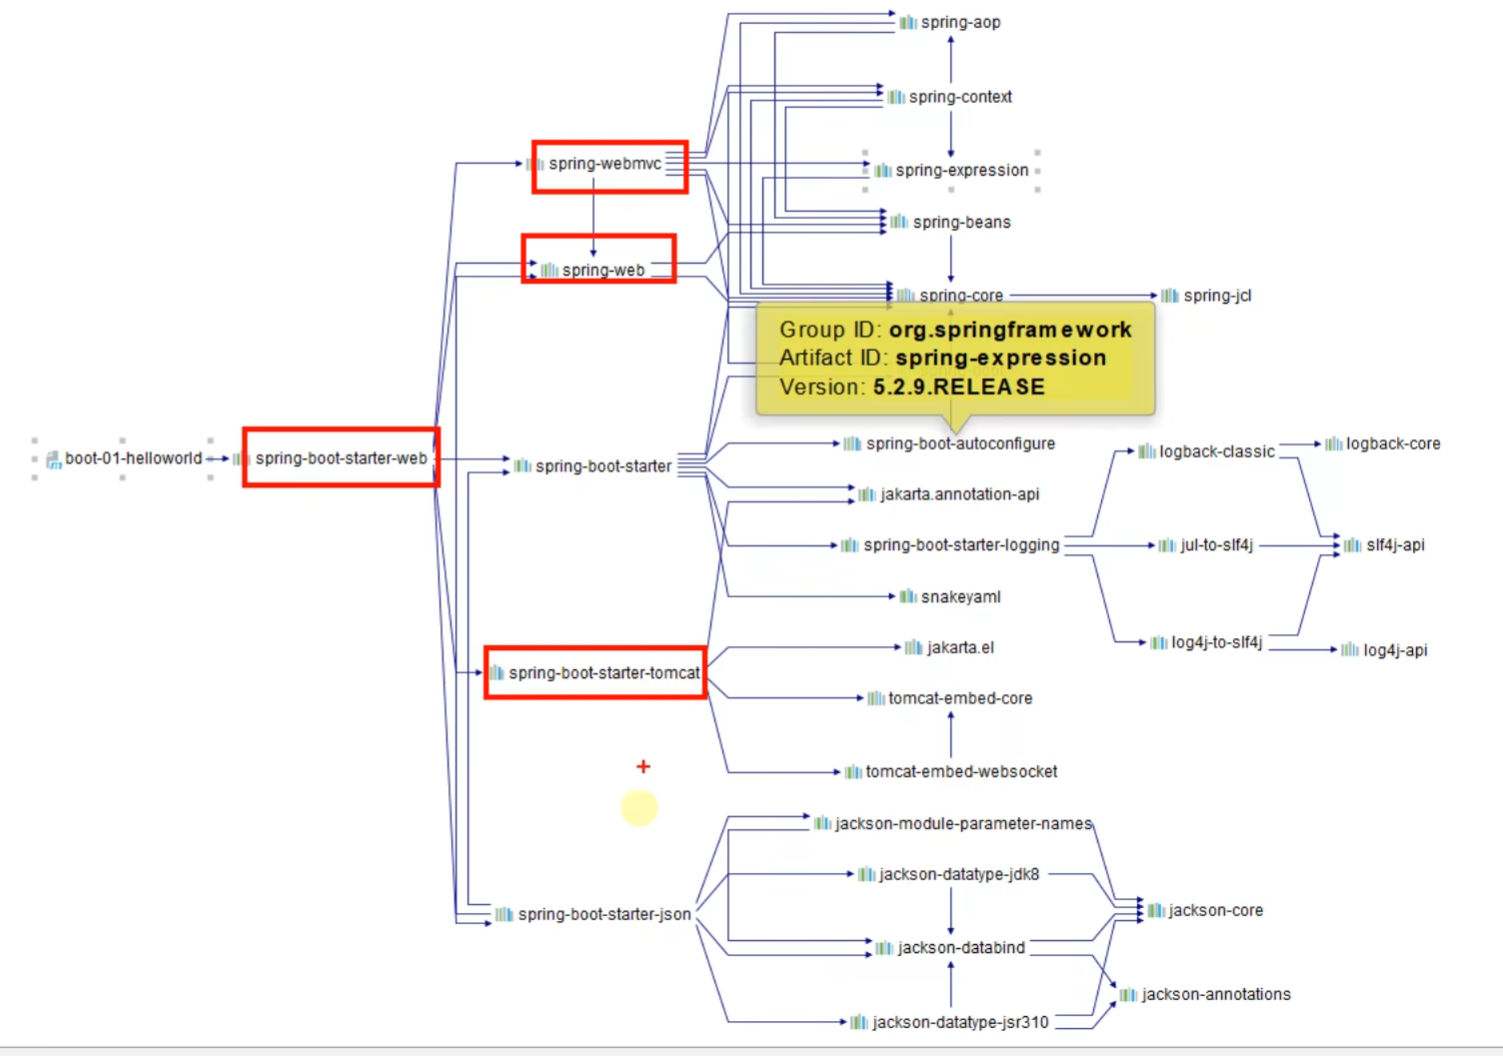 spring-aop
spring-context
spring-webmvc
spring-expression
spring-beans
spring-web
spring-core
spring-jcl
Group ID: org.springframework
Artifact ID: spring-expression
Version: 5.2.9.RELEASE
boot-01-helloworld
spring-boot-starter-web
spring-boot-starter
spring-boot-autoconfigure
logback-classic
logback-core
jakarta.annotation-api
spring-boot-starter-logging
jul-to-slf4j
slf4j-api
snakeyaml
jakarta.el
log4j-to-slf4j
log4j-api
spring-boot-starter-tomcat
tomcat-embed-core
tomcat-embed-websocket
jackson-module-parameter-names
jackson-datatype-jdk8
spring-boot-starter-json
jackson-core
jackson-databind
jackson-annotations
jackson-datatype-jsr310